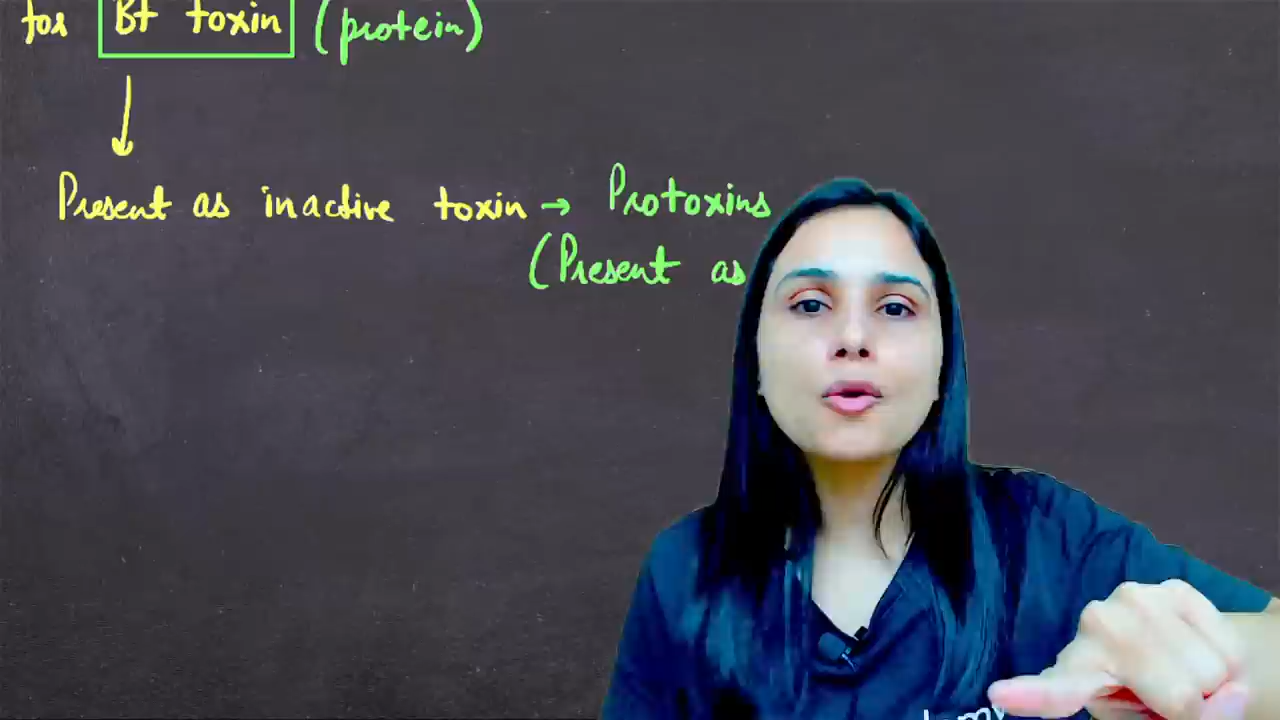 for Bt toxin (protein)
Present as inactive toxin → Protoxins
(Present as